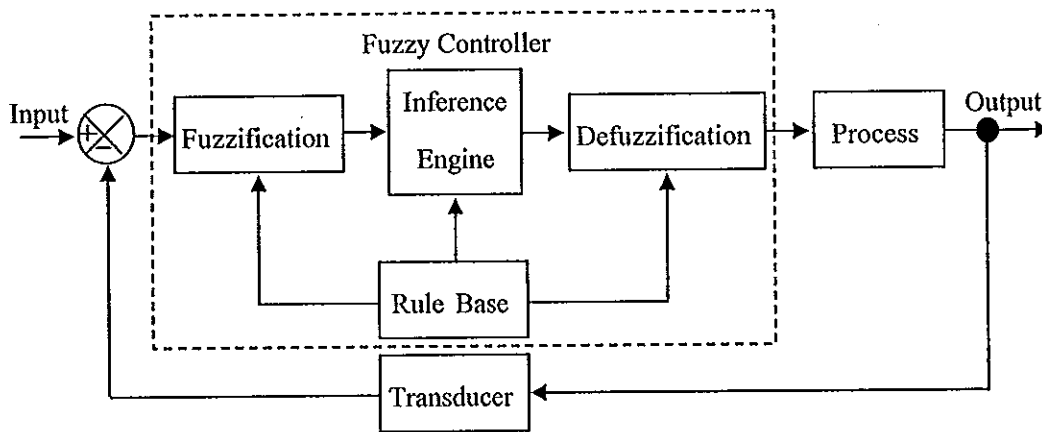 Fuzzy Controller
Input
+
−
Fuzzification
Inference
Engine
Defuzzification
Process
Output
Rule Base
Transducer